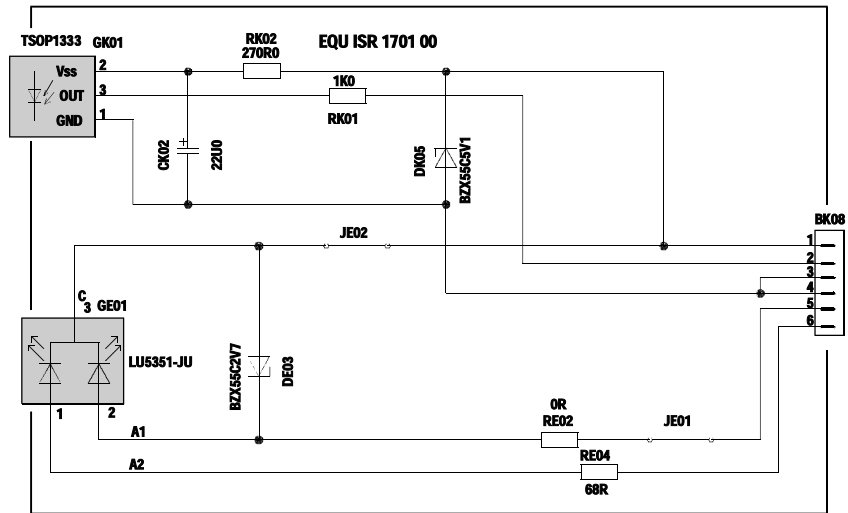 TSOP1333 GK01
RK02
270R0
EQU ISR 1701 00
Vss 2
OUT 3
GND 1
1K0
RK01
CK02
22U0
DK05
BZX55C5V1
BK08
1
2
3
4
5
6
JE02
C
3 GE01
LU5351-JU
BZX55C2V7
DE03
1 2
A1
A2
0R
RE02
JE01
RE04
68R